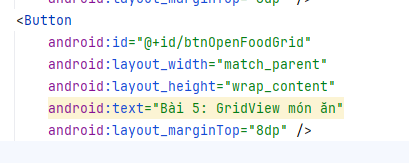 android:layout_marginTop="8dp" />
<Button
android:id="@+id/btnOpenFoodGrid"
android:layout_width="match_parent"
android:layout_height="wrap_content"
android:text="Bài 5: GridView món ăn"
android:layout_marginTop="8dp" />